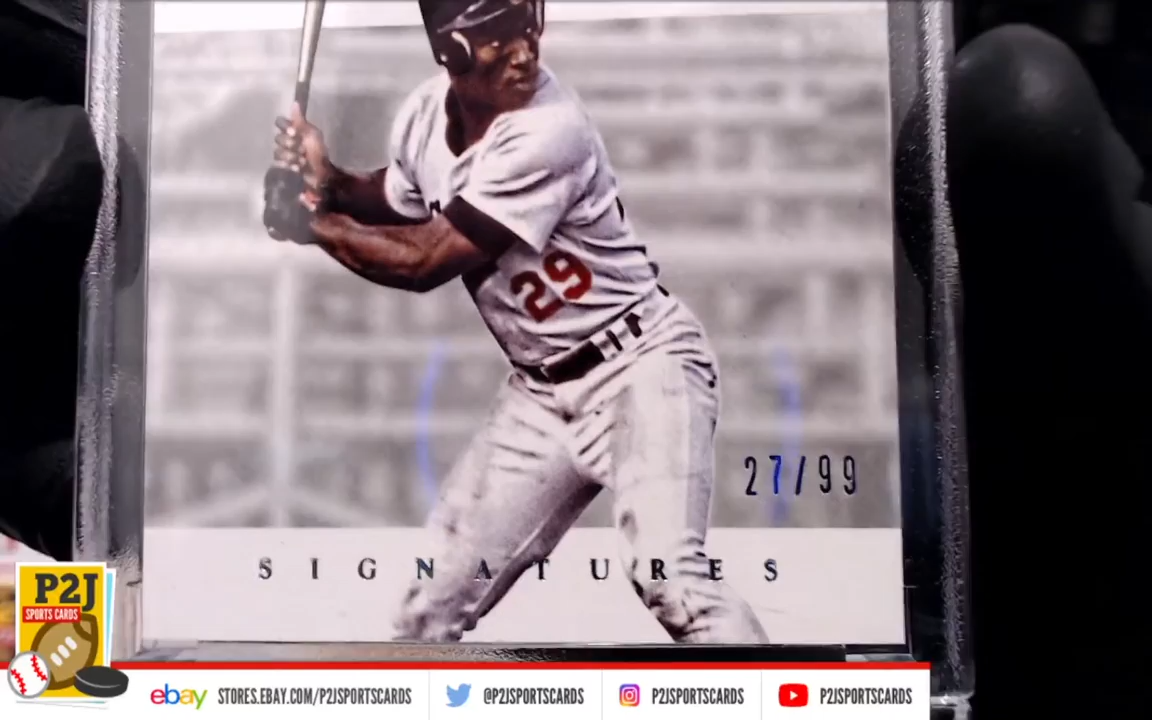 29
27/99
SIGNATURES
P2J
SPORTS CARDS
ebay STORES.EBAY.COM/P2JSPORTSCARDS @P2JSPORTSCARDS P2JSPORTSCARDS P2JSPORTSCARDS